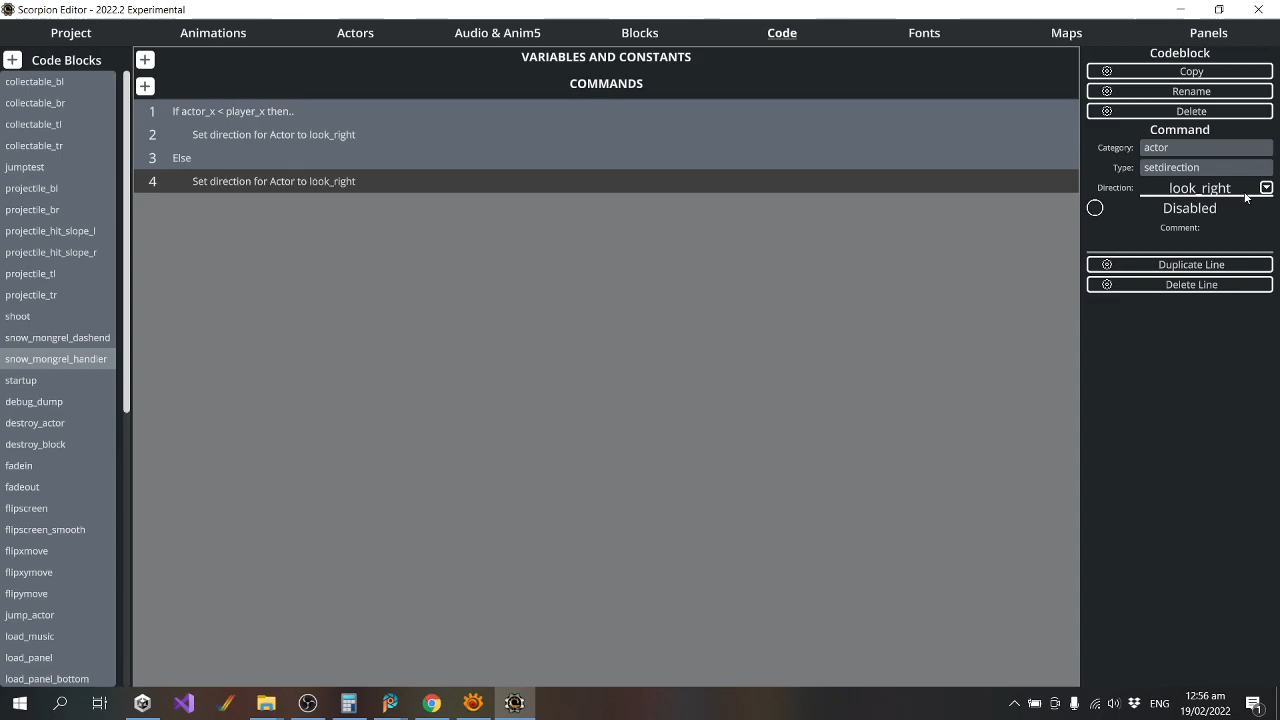 Scorpion Editor - 2022.2 Experimental
Project Animations Actors Audio & Anim5 Blocks Code Fonts Maps Panels
+ Code Blocks
collectable_bl
collectable_br
collectable_tl
collectable_tr
jumptest
projectile_bl
projectile_br
projectile_hit_slope_l
projectile_hit_slope_r
projectile_tl
projectile_tr
shoot
snow_mongrel_dashend
snow_mongrel_handler
startup
debug_dump
destroy_actor
destroy_block
fadein
fadeout
flipscreen
flipscreen_smooth
flipxmove
flipxymove
flipymove
jump_actor
load_music
load_panel
load_panel_bottom
+ VARIABLES AND CONSTANTS
+ COMMANDS
1 If actor_x < player_x then..
2 Set direction for Actor to look_right
3 Else
4 Set direction for Actor to look_right
Codeblock
Copy
Rename
Delete
Command
Category: actor
Type: setdirection
Direction: look_right
Disabled
Comment:
Duplicate Line
Delete Line
12:56 am
19/02/2022